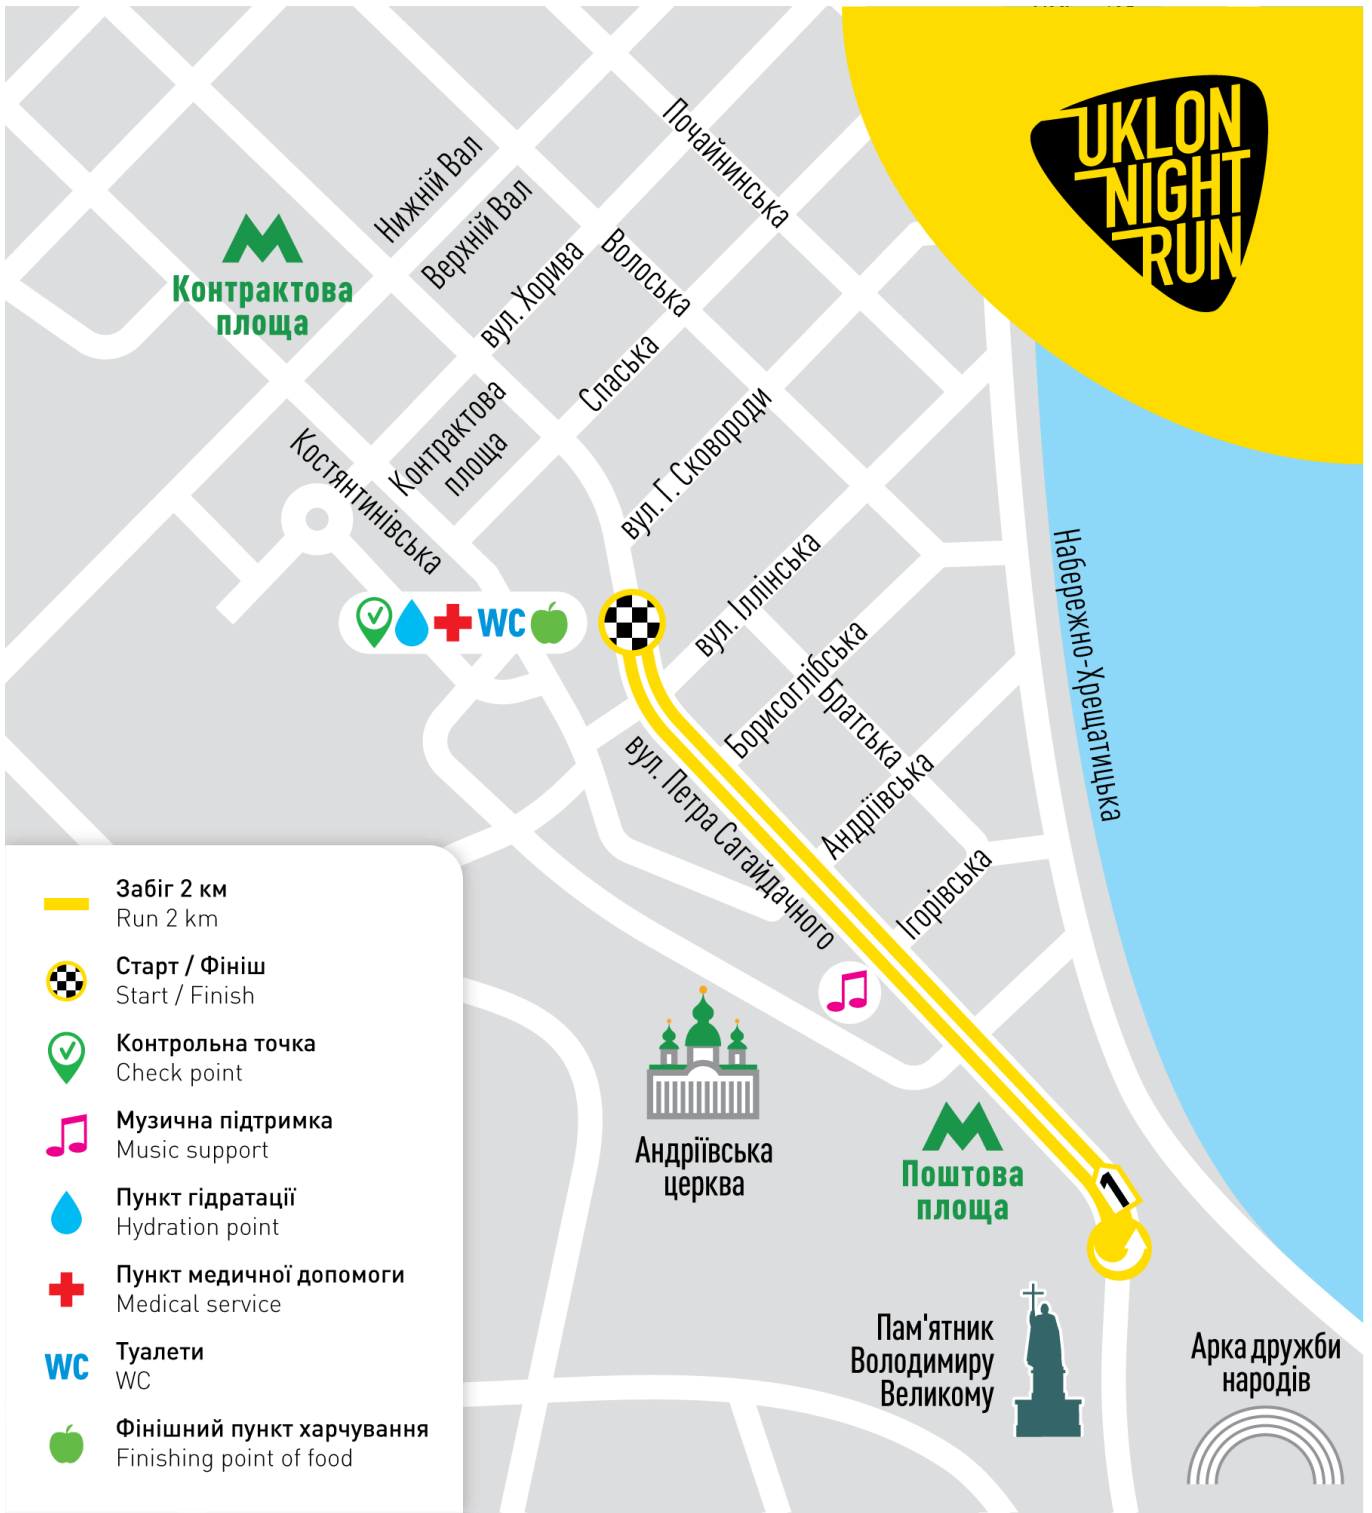 UKLON
NIGHT
RUN
Почайнинська
Нижній Вал
Верхній Вал
вул. Хорива
Волоська
Контрактова
площа
Спаська
Контрактова
площа
вул. Г. Сковороди
Костянтинівська
Набережно-Хрещатицька
вул. Іллінська
WC
Борисоглібська
Братська
вул. Петра Сагайдачного
Андріївська
Ігорівська
Андріївська
церква
Поштова
площа
1
Пам'ятник
Володимиру
Великому
Арка дружби
народів
Забіг 2 км
Run 2 km
Старт / Фініш
Start / Finish
Контрольна точка
Check point
Музична підтримка
Music support
Пункт гідратації
Hydration point
Пункт медичної допомоги
Medical service
WC
Туалети
WC
Фінішний пункт харчування
Finishing point of food